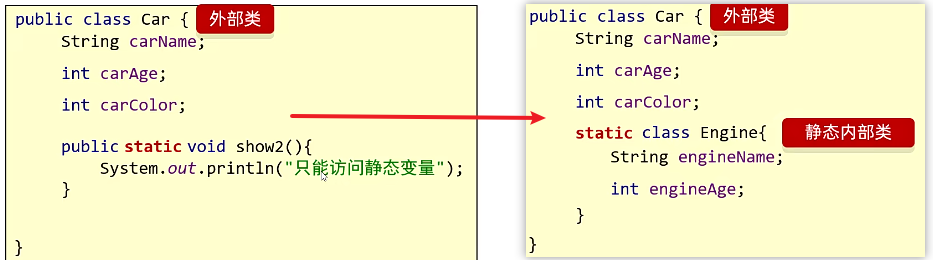 public class Car { 外部类
String carName;
int carAge;
int carColor;
public static void show2(){
System.out.println("只能访问静态变量");
}
}
public class Car { 外部类
String carName;
int carAge;
int carColor;
static class Engine{ 静态内部类
String engineName;
int engineAge;
}
}